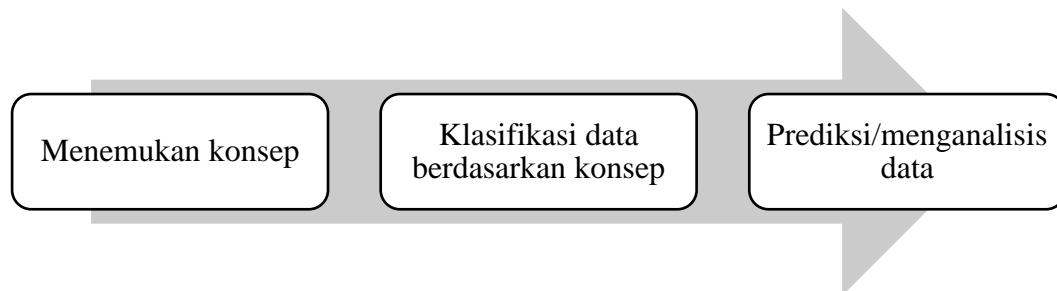 Menemukan konsep
Klasifikasi data
berdasarkan konsep
Prediksi/menganalisis
data